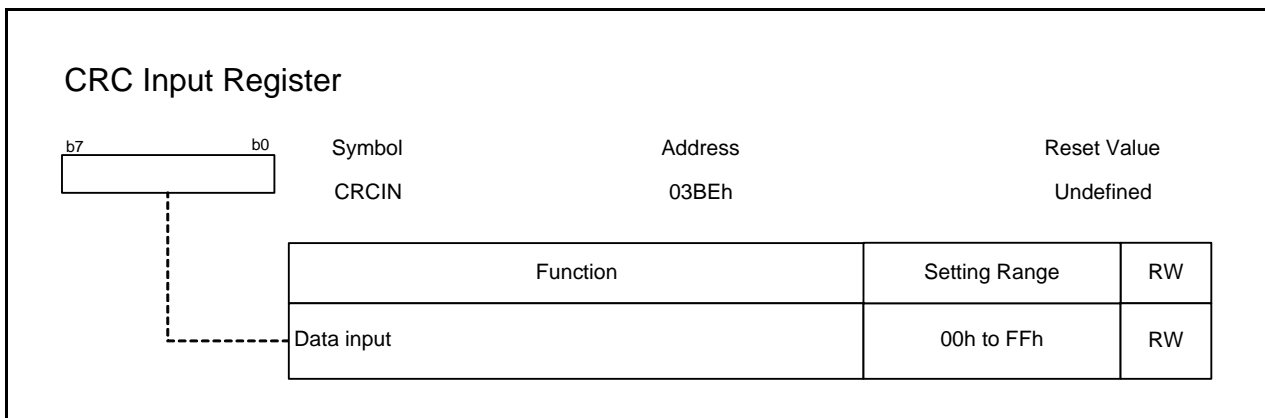 CRC Input Register
b7 b0 Symbol Address Reset Value
CRCIN 03BEh Undefined
Function Setting Range RW
Data input 00h to FFh RW